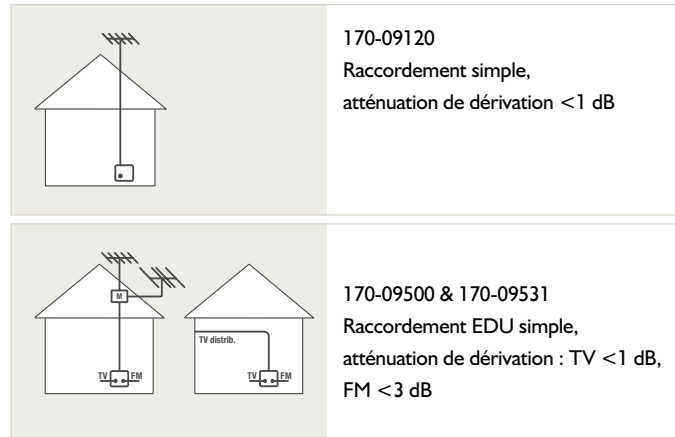 170-09120
Raccordement simple,
atténuation de dérivation <1 dB
M
TV distrib.
TV FM
TV FM
170-09500 & 170-09531
Raccordement EDU simple,
atténuation de dérivation : TV <1 dB,
FM <3 dB